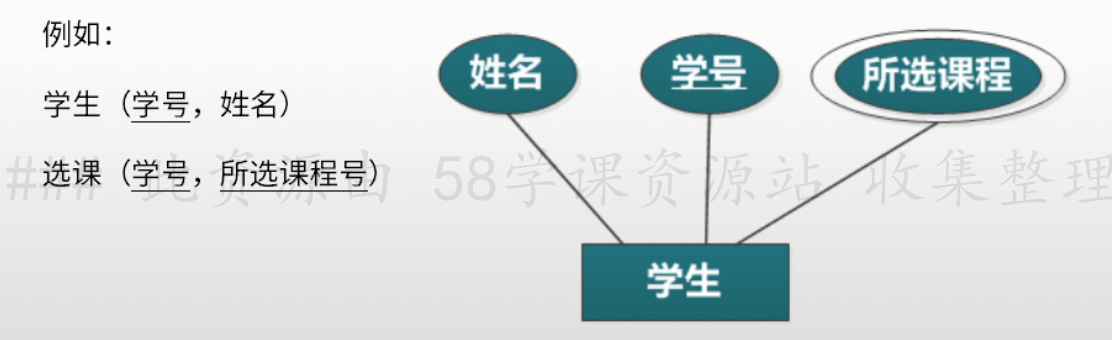 例如：
学生（学号，姓名）
选课（学号，所选课程号）
姓名
学号
所选课程
学生
### 此资源由 58学课资源站 收集整理